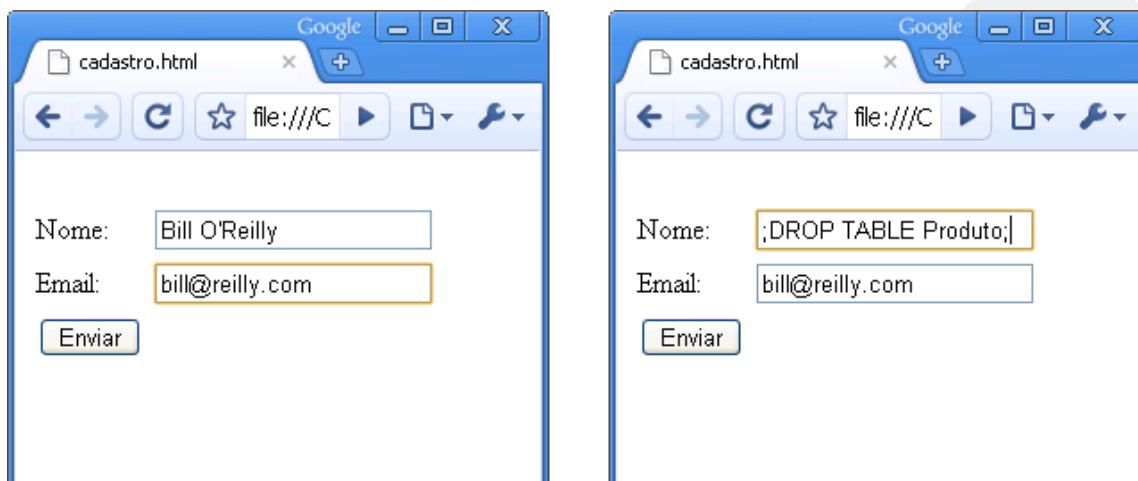 Google
cadastro.html
file:///C
Nome: Bill O'Reilly
Email: bill@reilly.com
Enviar
Google
cadastro.html
file:///C
Nome: ;DROP TABLE Produto;
Email: bill@reilly.com
Enviar